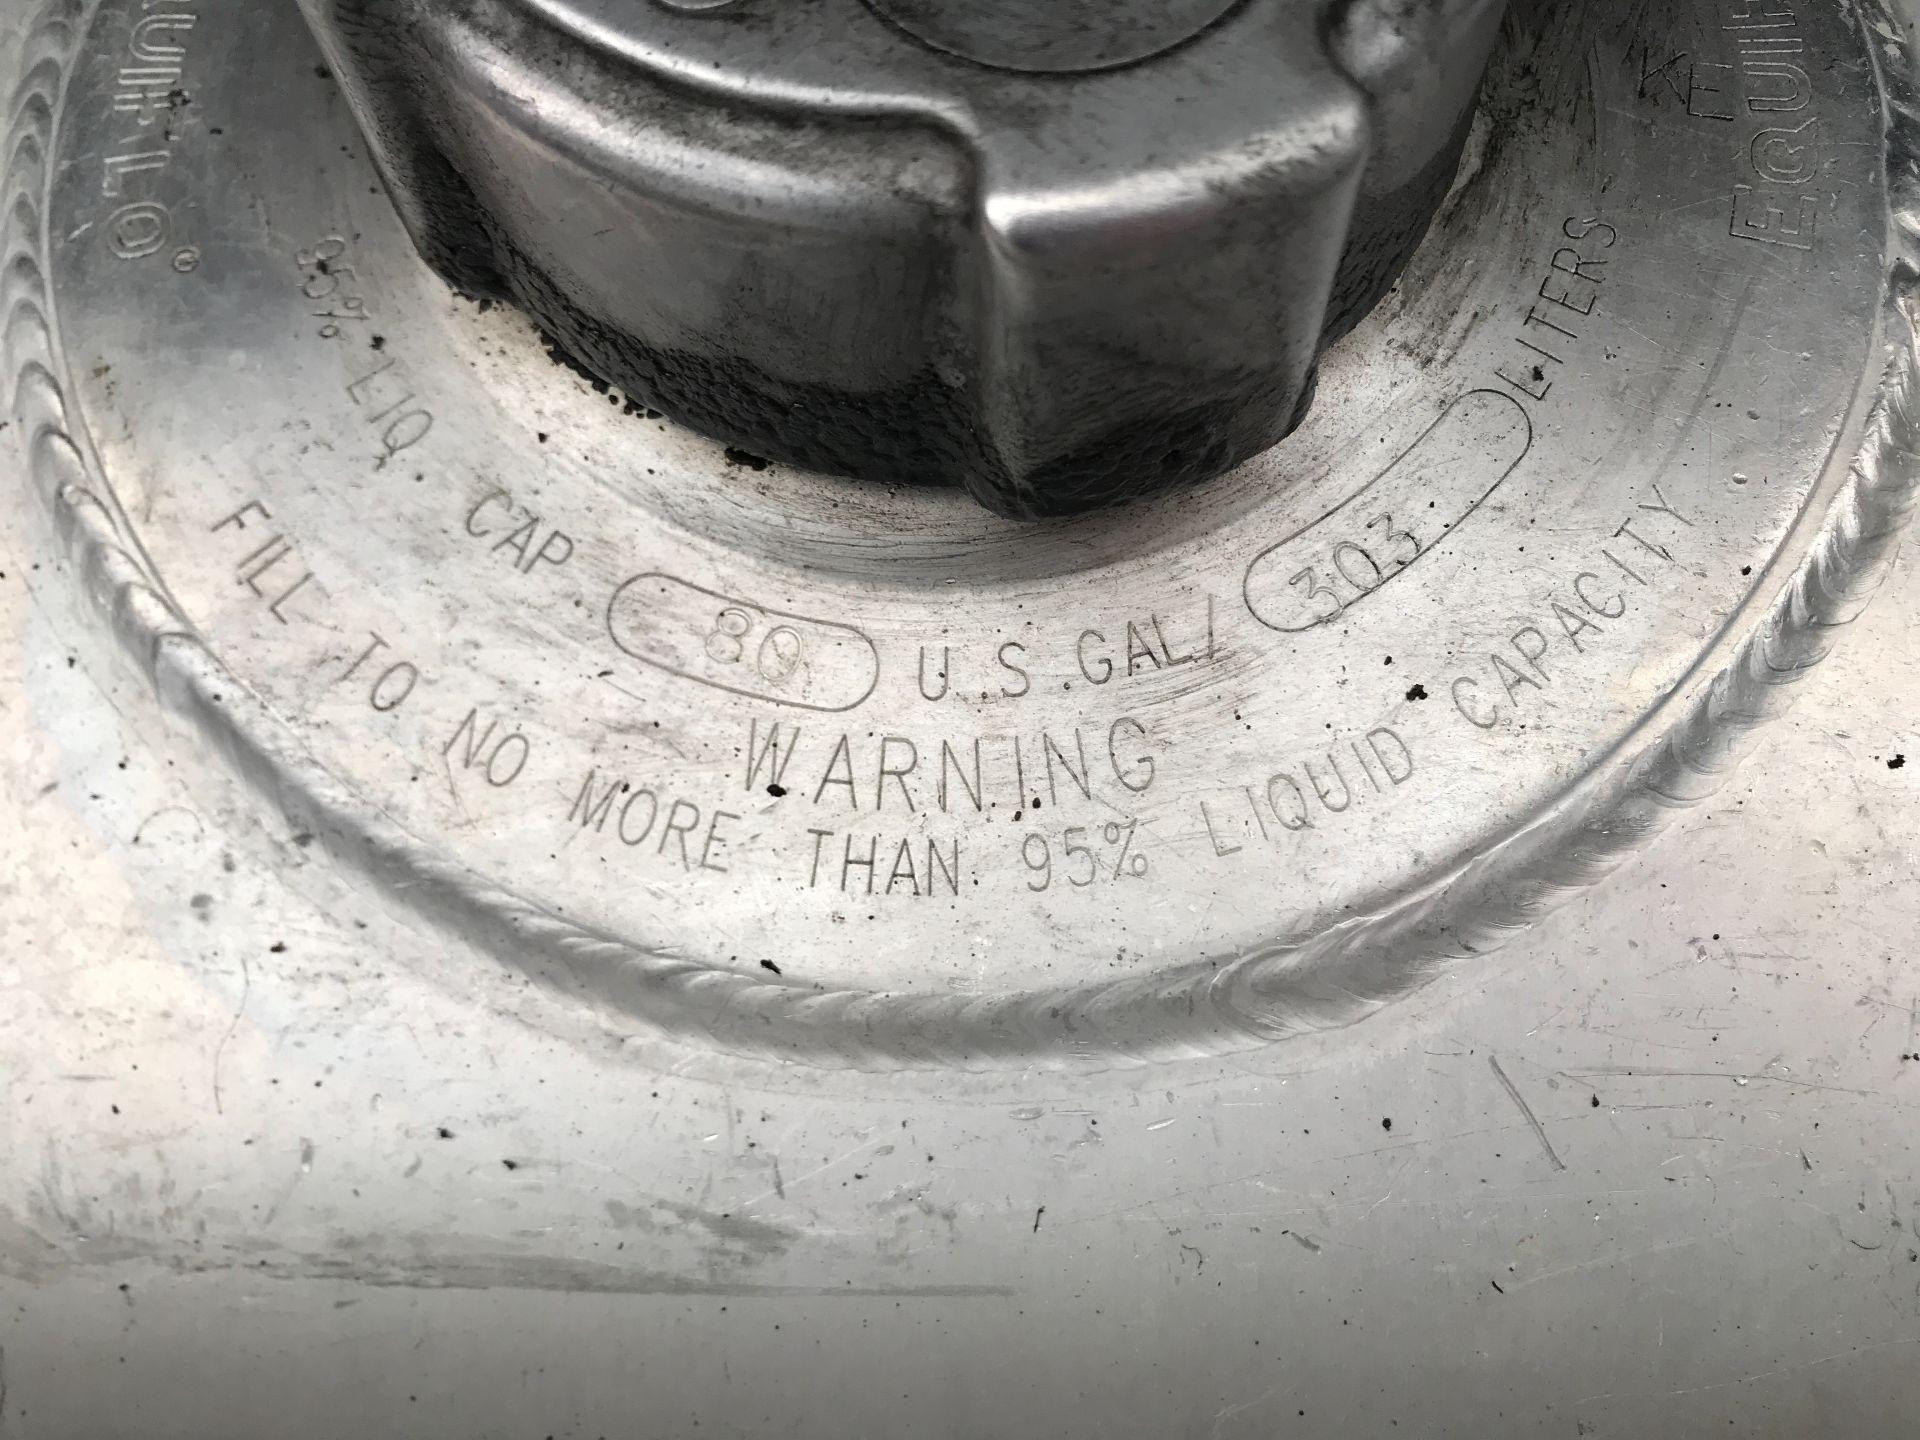 95% LIQ CAP 80 U.S.GAL/ 303 LITERS
WARNING
FILL TO NO MORE THAN 95% LIQUID CAPACITY